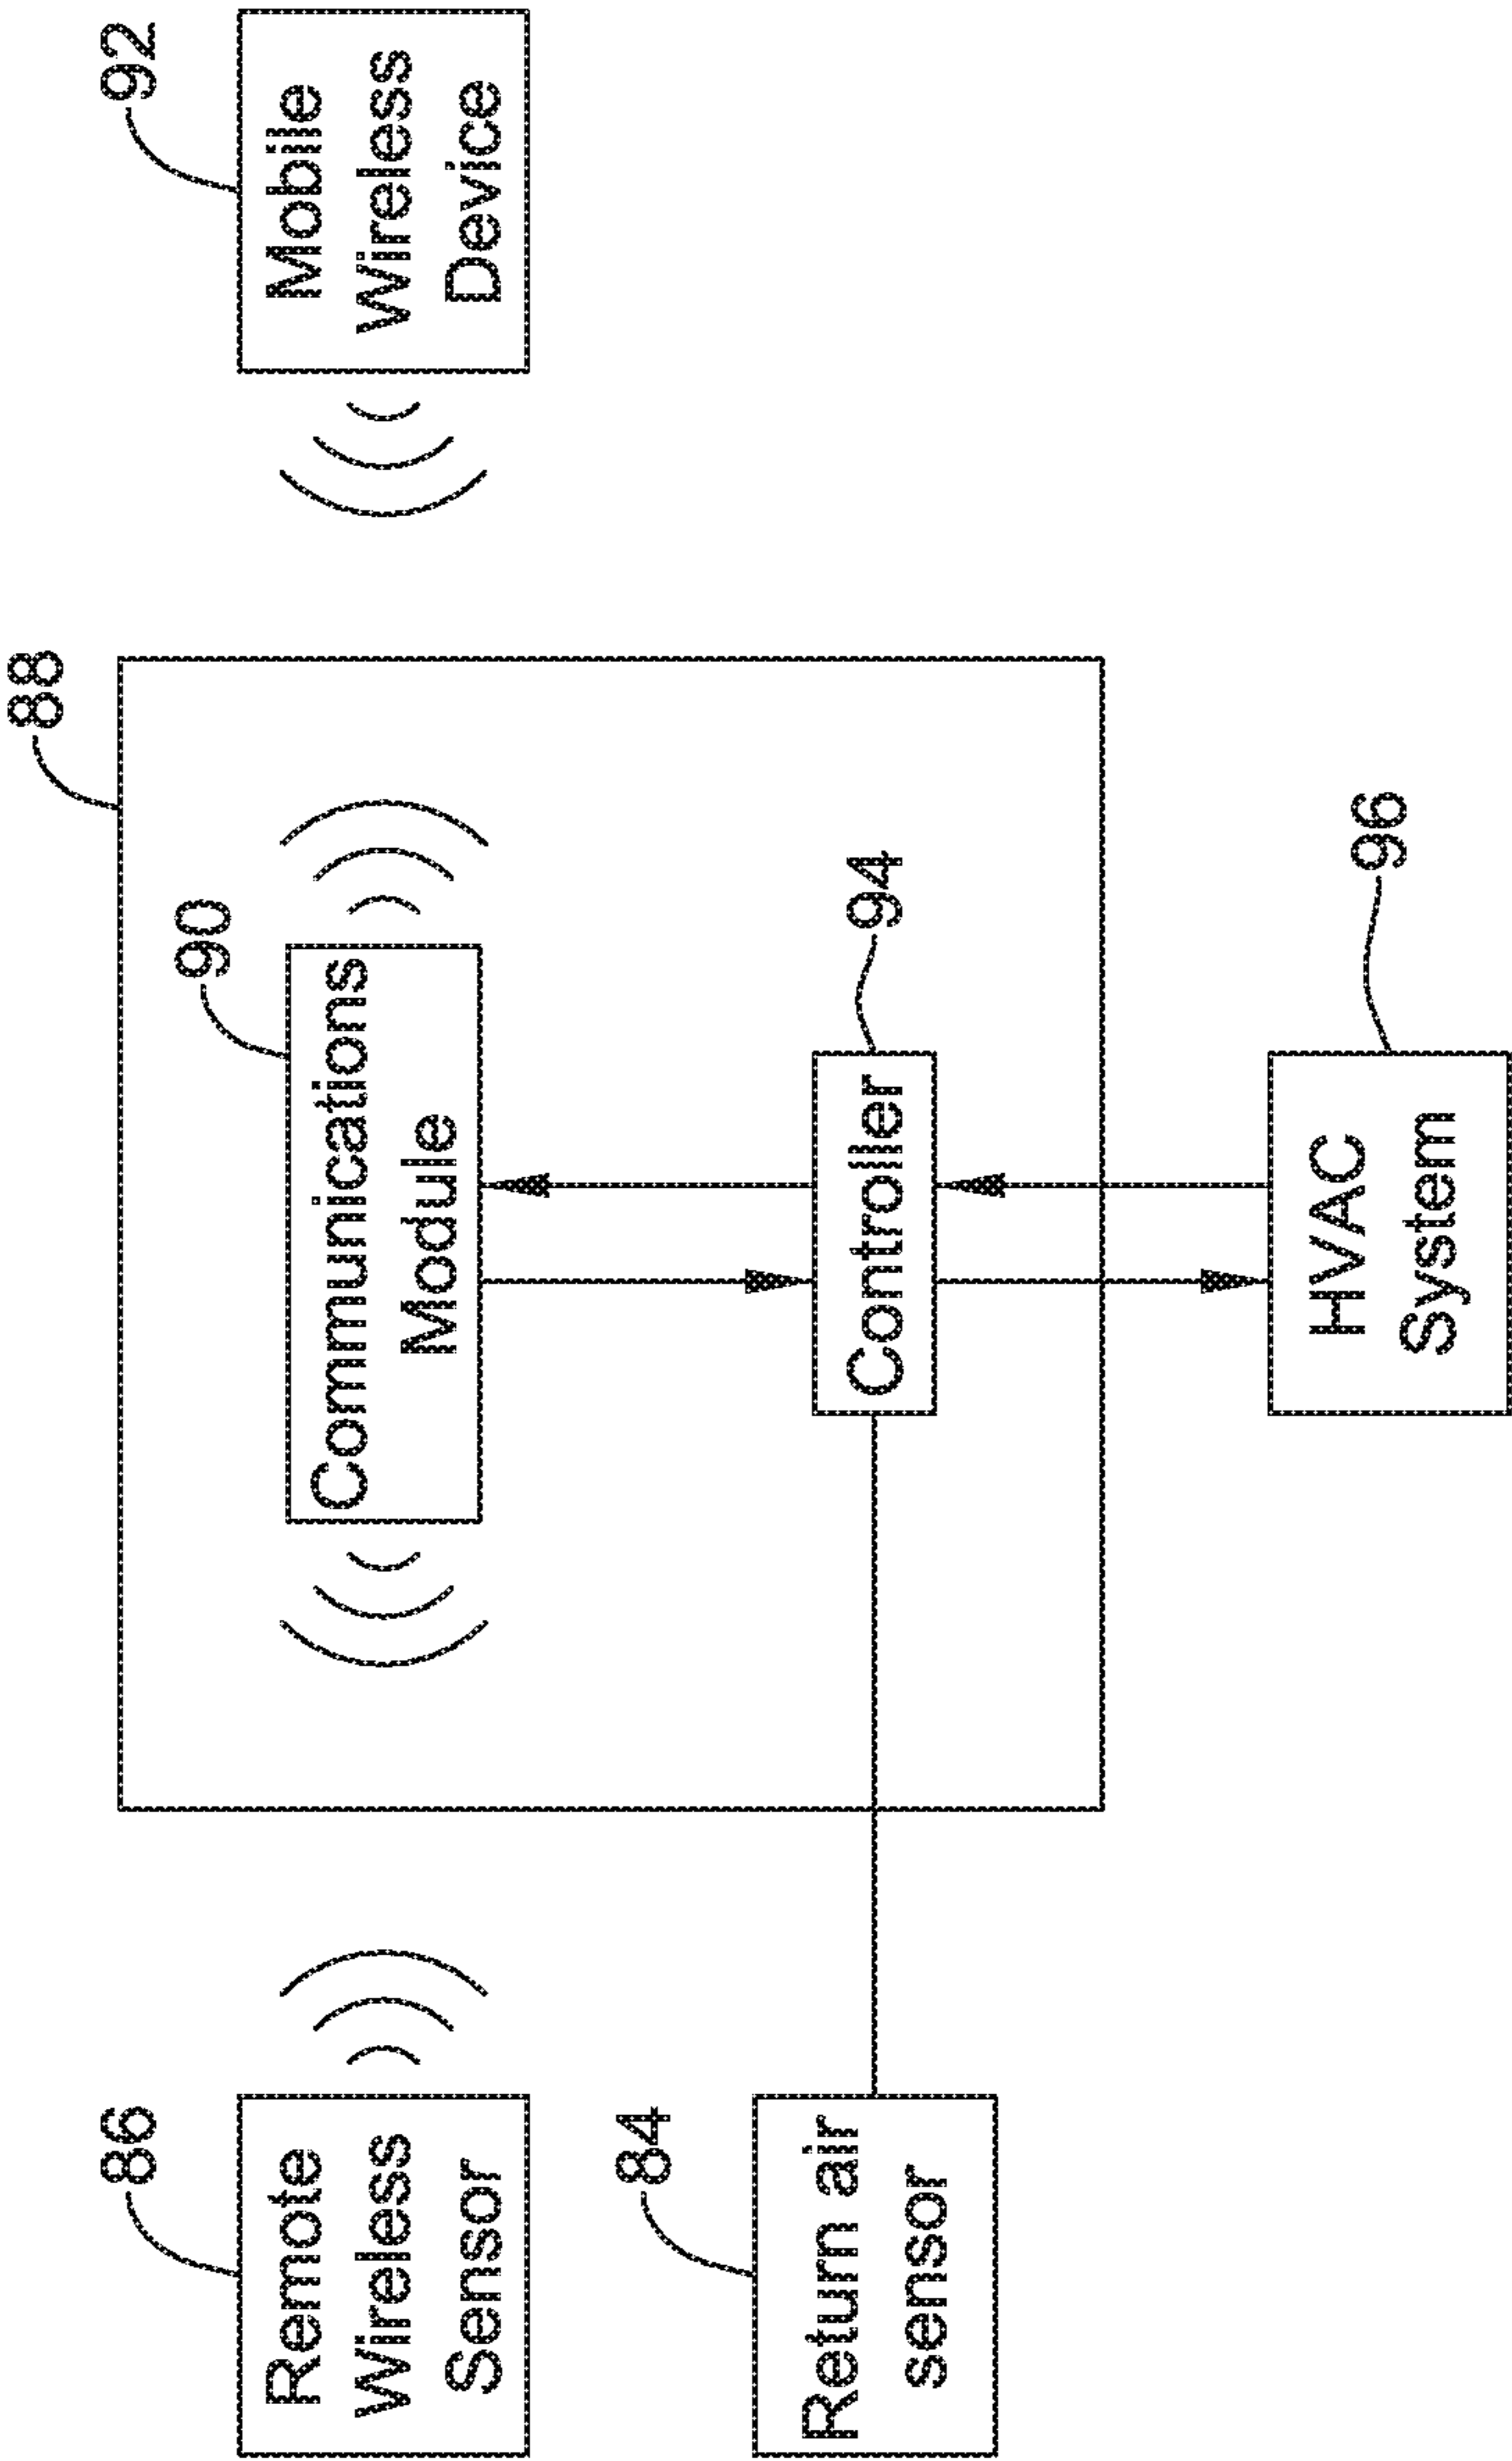 88
86
Remote
Wireless
Sensor
90
Communications
Module
92
Mobile
Wireless
Device
84
Return air
sensor
94
Controller
96
HVAC
System